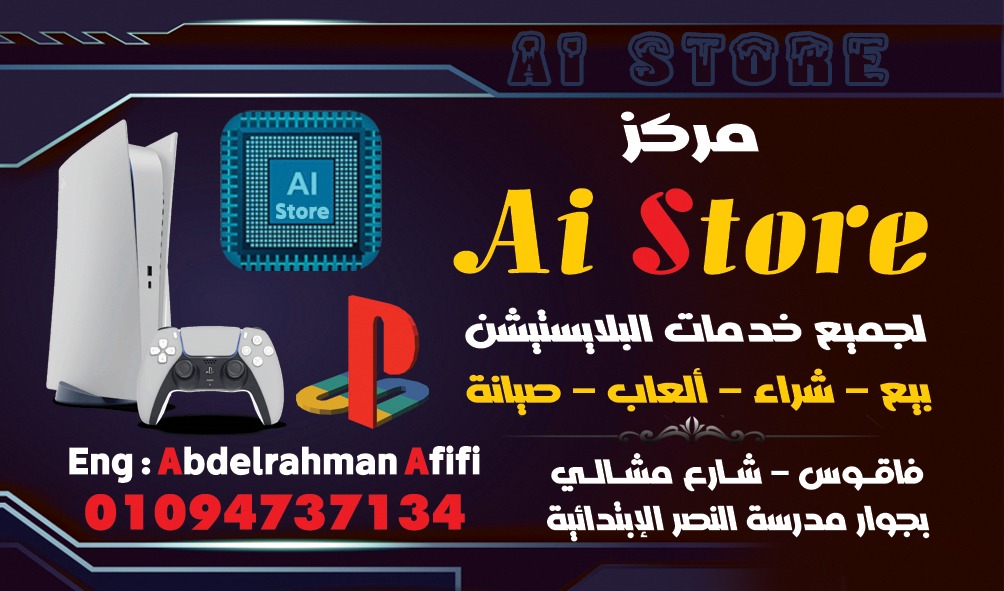 AI STORE
مركز
Ai Store
AI
Store
لجميع خدمات البلايستيشن
بيع – شراء – ألعاب – صيانة
Eng : Abdelrahman Afifi
01094737134
فاقوس – شارع مشالي
بجوار مدرسة النصر الإبتدائية